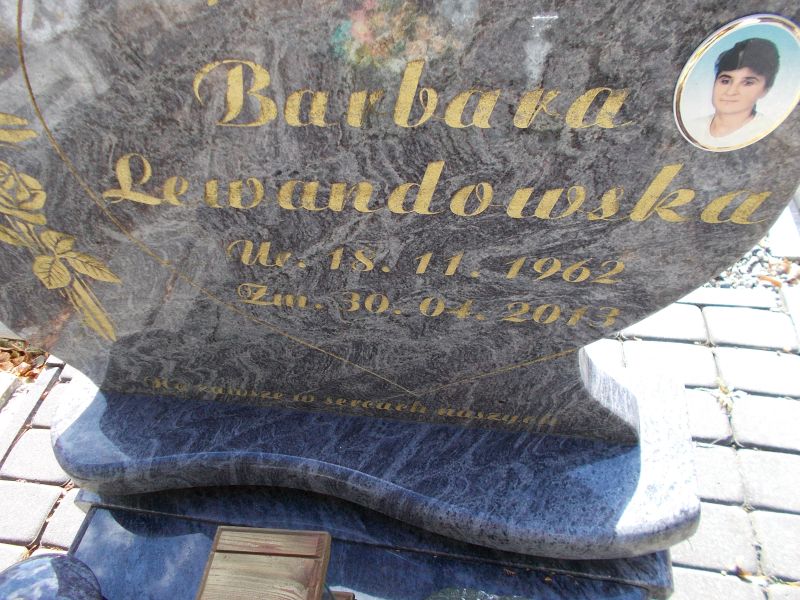 Barbara
Lewandowska
Ur. 18. 11. 1962
Zm. 30. 04. 2013
Na zawsze w sercach naszych